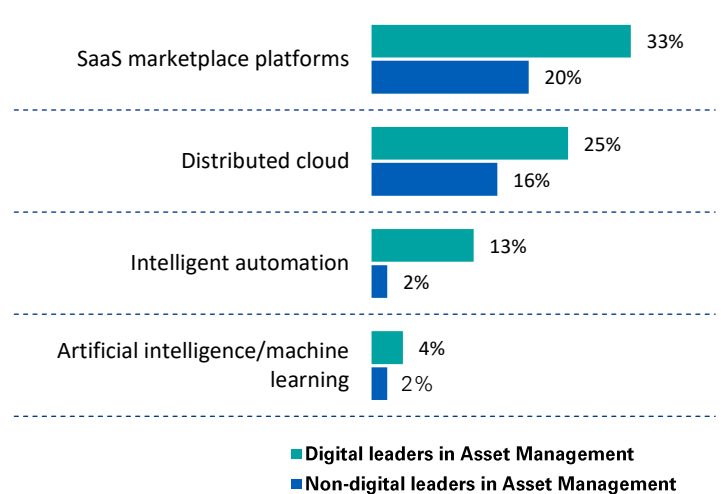 SaaS marketplace platforms
33%
20%
Distributed cloud
25%
16%
Intelligent automation
13%
2%
Artificial intelligence/machine
learning
4%
2%
Digital leaders in Asset Management
Non-digital leaders in Asset Management